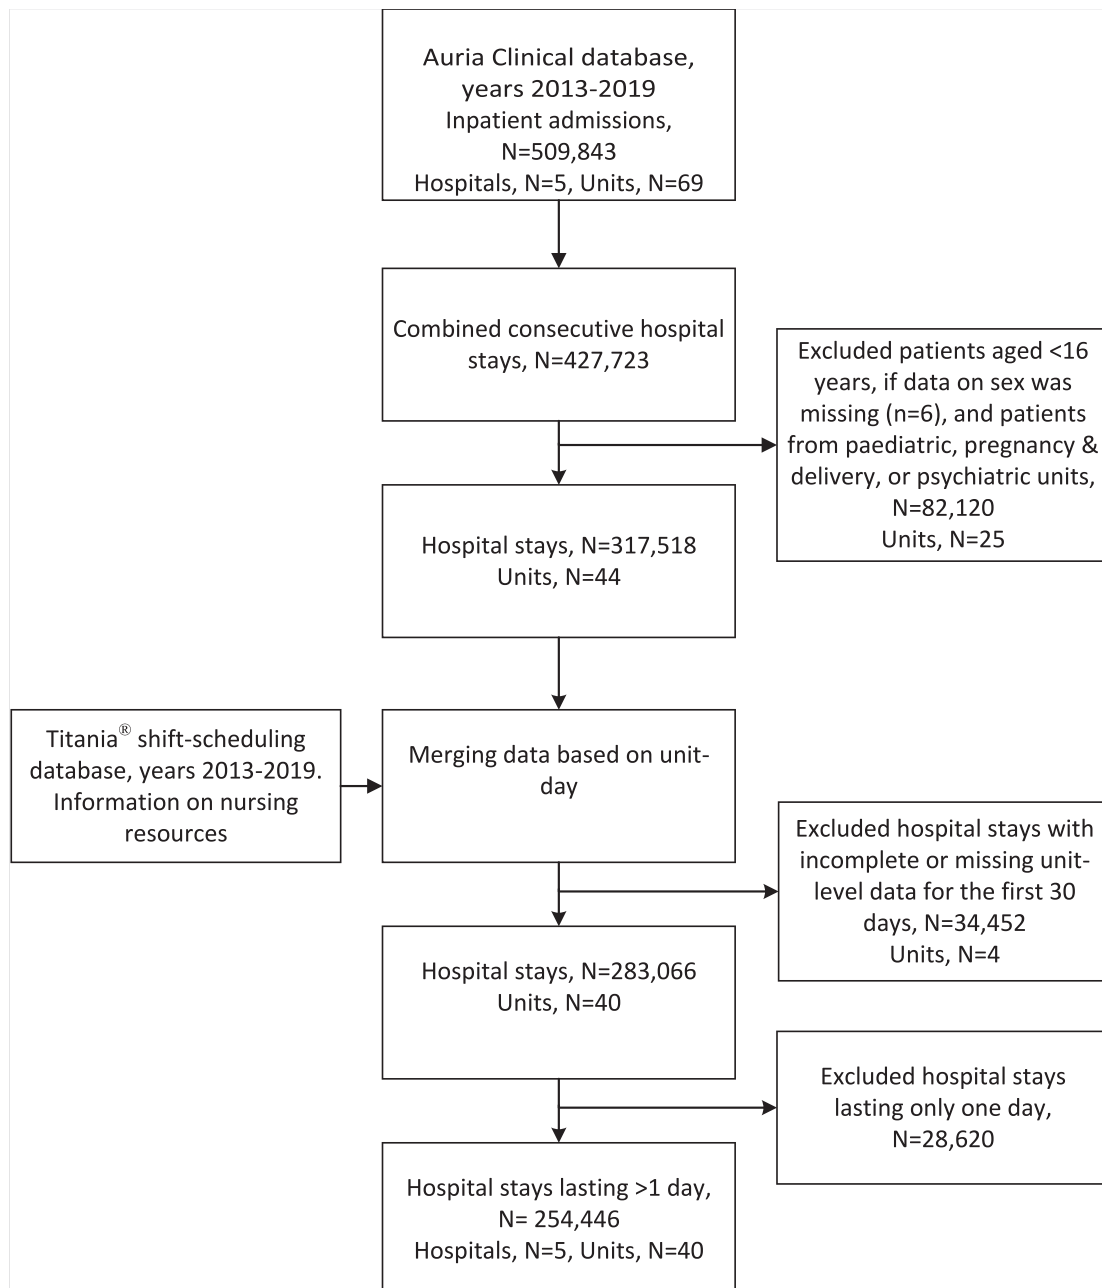 Auria Clinical database,
years 2013-2019
Inpatient admissions,
N=509,843
Hospitals, N=5, Units, N=69
Combined consecutive hospital
stays, N=427,723
Excluded patients aged <16
years, if data on sex was
missing (n=6), and patients
from paediatric, pregnancy &
delivery, or psychiatric units,
N=82,120
Units, N=25
Hospital stays, N=317,518
Units, N=44
Titania® shift-scheduling
database, years 2013-2019.
Information on nursing
resources
Merging data based on unit-
day
Excluded hospital stays with
incomplete or missing unit-
level data for the first 30
days, N=34,452
Units, N=4
Hospital stays, N=283,066
Units, N=40
Excluded hospital stays
lasting only one day,
N=28,620
Hospital stays lasting >1 day,
N= 254,446
Hospitals, N=5, Units, N=40